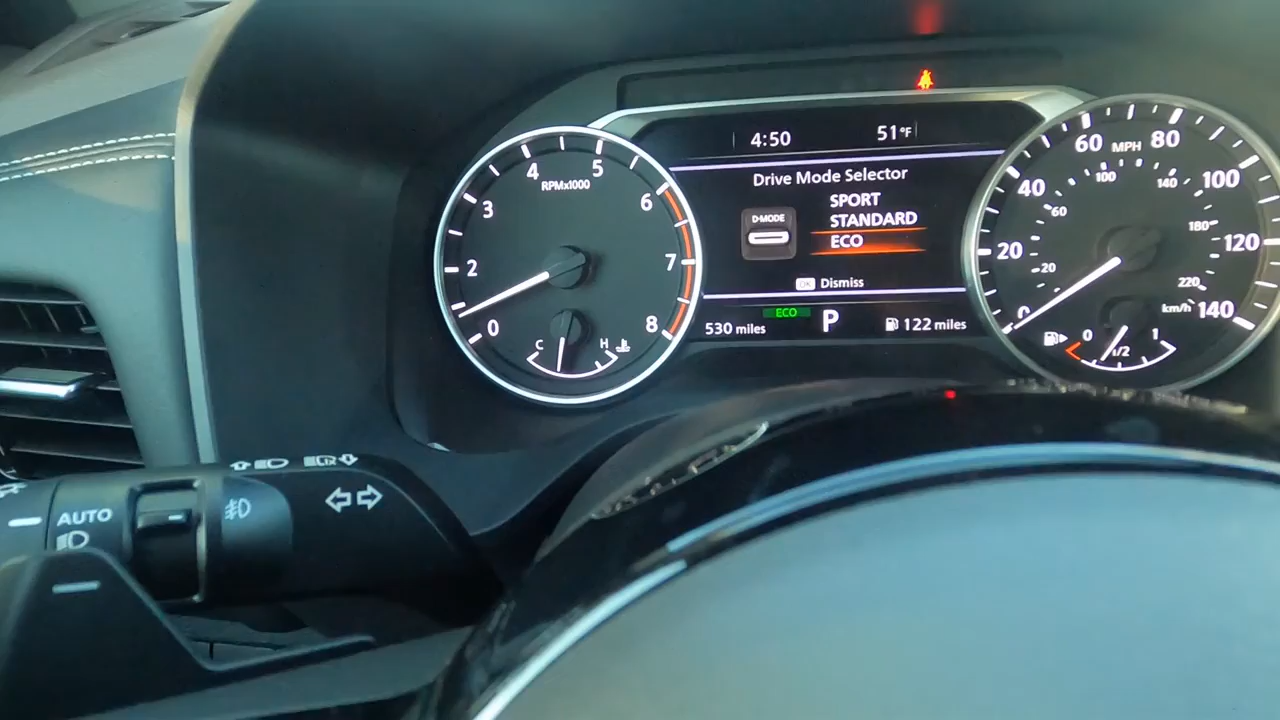 4:50 51°F
Drive Mode Selector
D-MODE
SPORT
STANDARD
ECO
OK Dismiss
530 miles ECO P 122 miles
RPMx1000
0 2 3 4 5 6 7 8
C H
MPH
0 20 40 60 80 100 120 140
20 60 100 140 180 220
km/h
0 1/2 1
AUTO